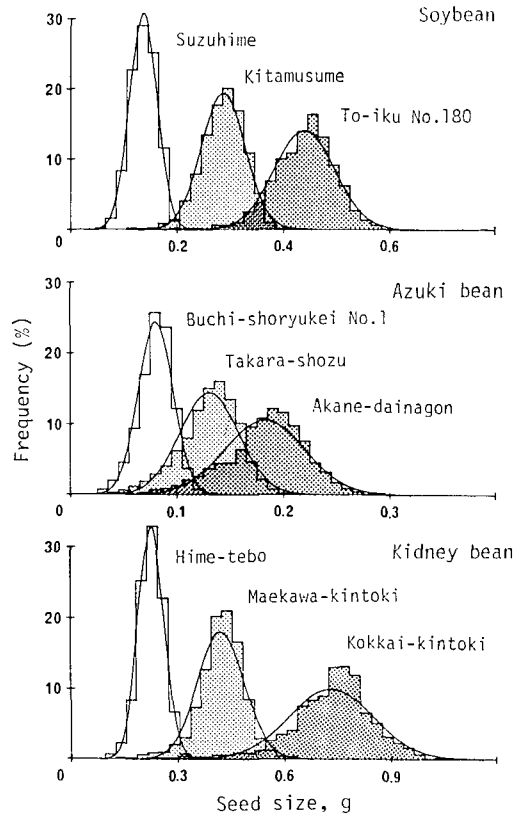 Soybean
30
Suzuhime
20
Kitamusume
To-iku No.180
10
0
0.2
0.4
0.6
Azuki bean
30
Buchi-shoryukei No.1
20
Takara-shozu
Akane-dainagon
10
0
0.1
0.2
0.3
Frequency (%)
Kidney bean
30
Hime-tebo
Maekawa-kintoki
20
Kokkai-kintoki
10
0
0.3
0.6
0.9
Seed size, g